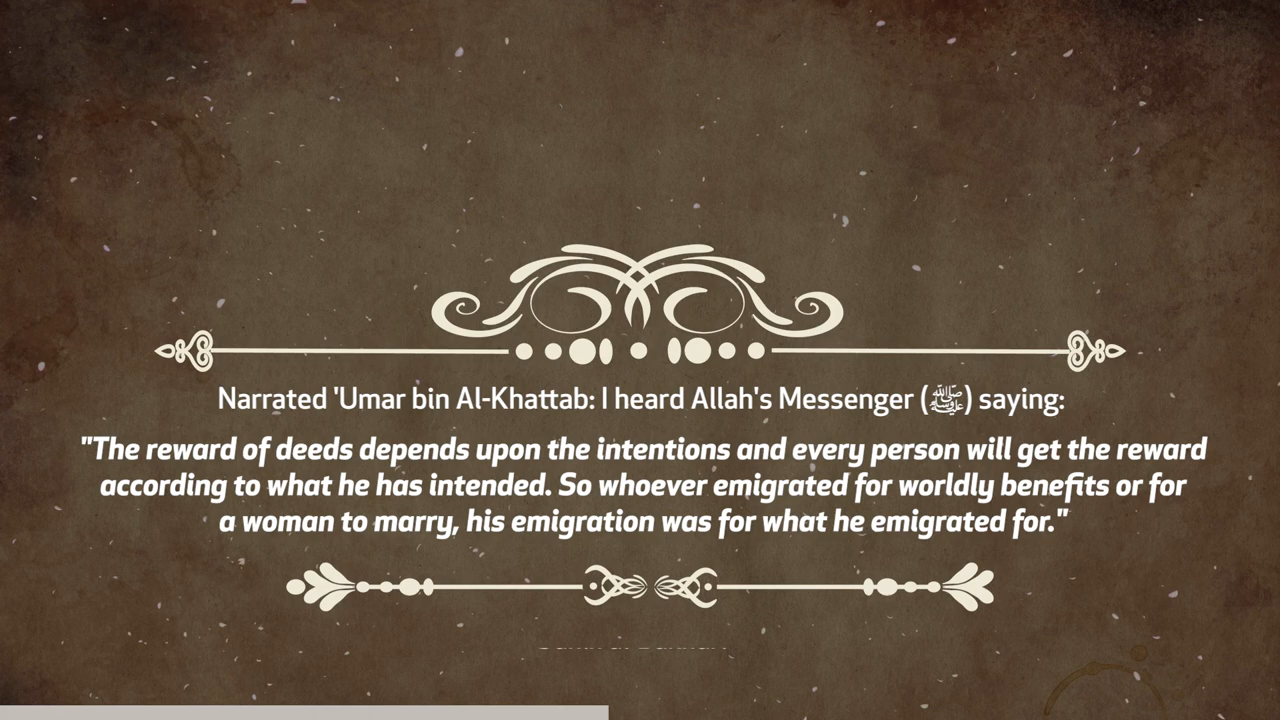 Narrated 'Umar bin Al-Khattab: I heard Allah's Messenger (ﷺ) saying:
"The reward of deeds depends upon the intentions and every person will get the reward
according to what he has intended. So whoever emigrated for worldly benefits or for
a woman to marry, his emigration was for what he emigrated for."